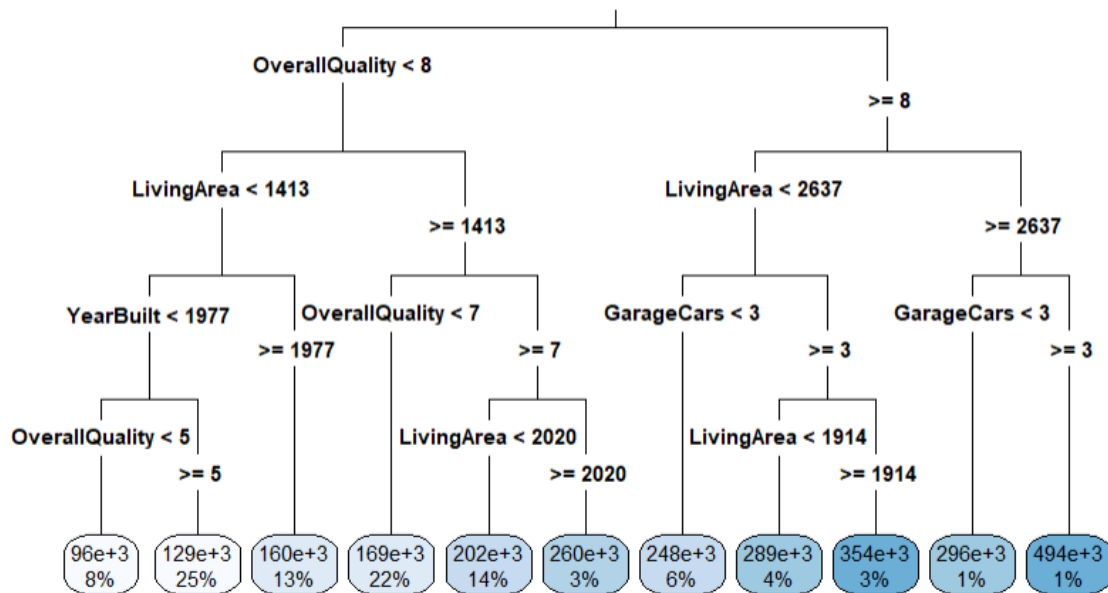 OverallQuality < 8
>= 8
LivingArea < 1413
LivingArea < 2637
>= 1413
>= 2637
YearBuilt < 1977
OverallQuality < 7
GarageCars < 3
GarageCars < 3
>= 1977
>= 7
>= 3
>= 3
OverallQuality < 5
LivingArea < 2020
LivingArea < 1914
>= 5
>= 2020
>= 1914
96e+3
8%
129e+3
25%
160e+3
13%
169e+3
22%
202e+3
14%
260e+3
3%
248e+3
6%
289e+3
4%
354e+3
3%
296e+3
1%
494e+3
1%